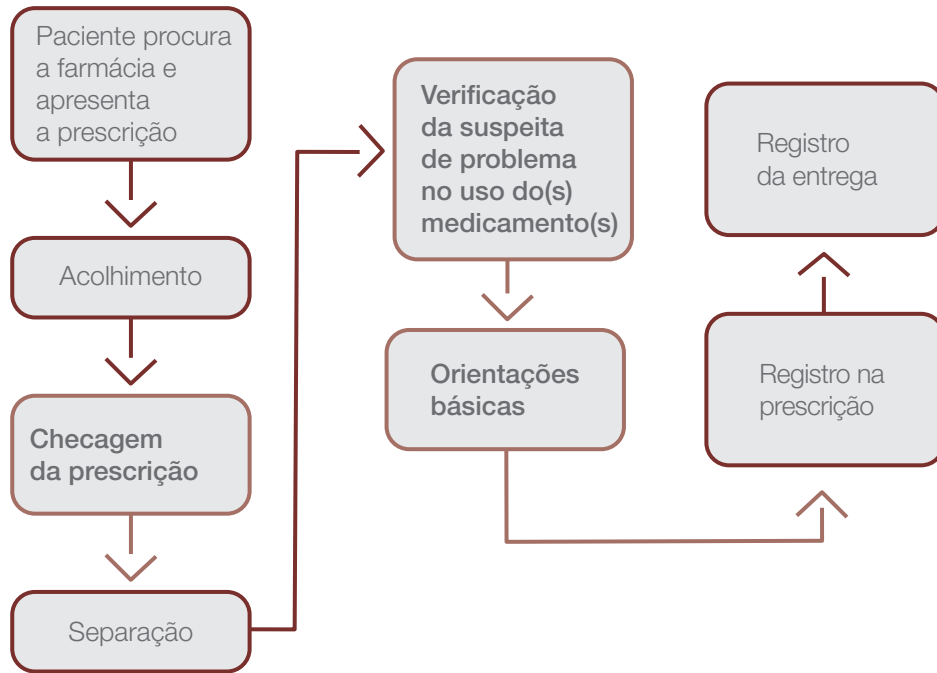 Paciente procura
a farmácia e
apresenta
a prescrição
Acolhimento
Checagem
da prescrição
Separação
Verificação
da suspeita
de problema
no uso do(s)
medicamento(s)
Orientações
básicas
Registro na
prescrição
Registro
da entrega